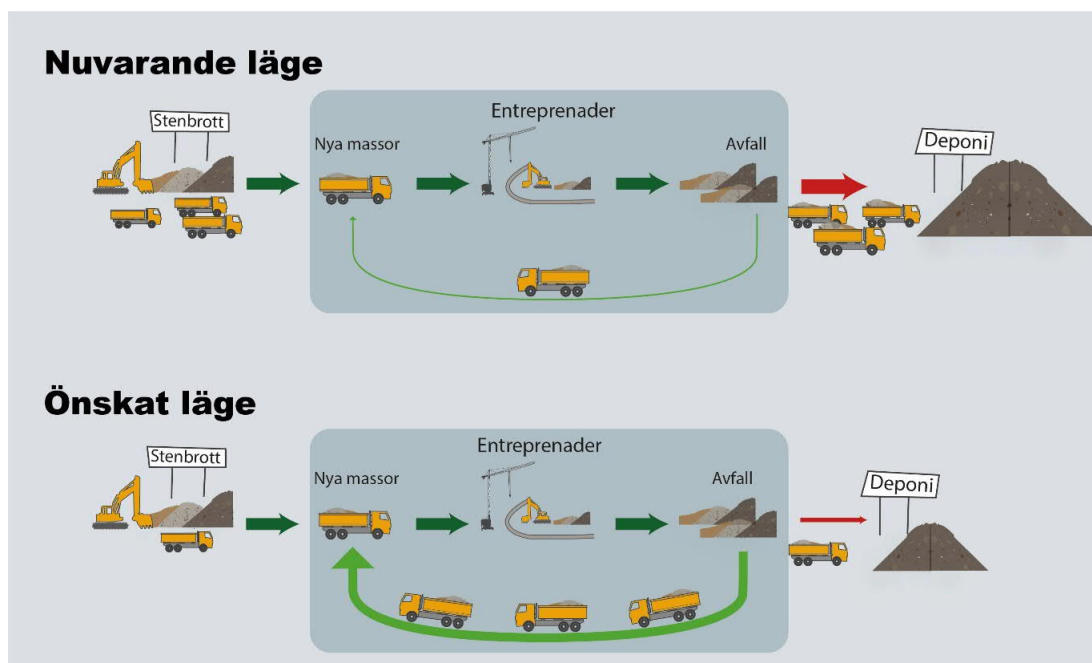 Nuvarande läge
Stenbrott
Entreprenader
Nya massor
Avfall
Deponi
Önskat läge
Stenbrott
Entreprenader
Nya massor
Avfall
Deponi